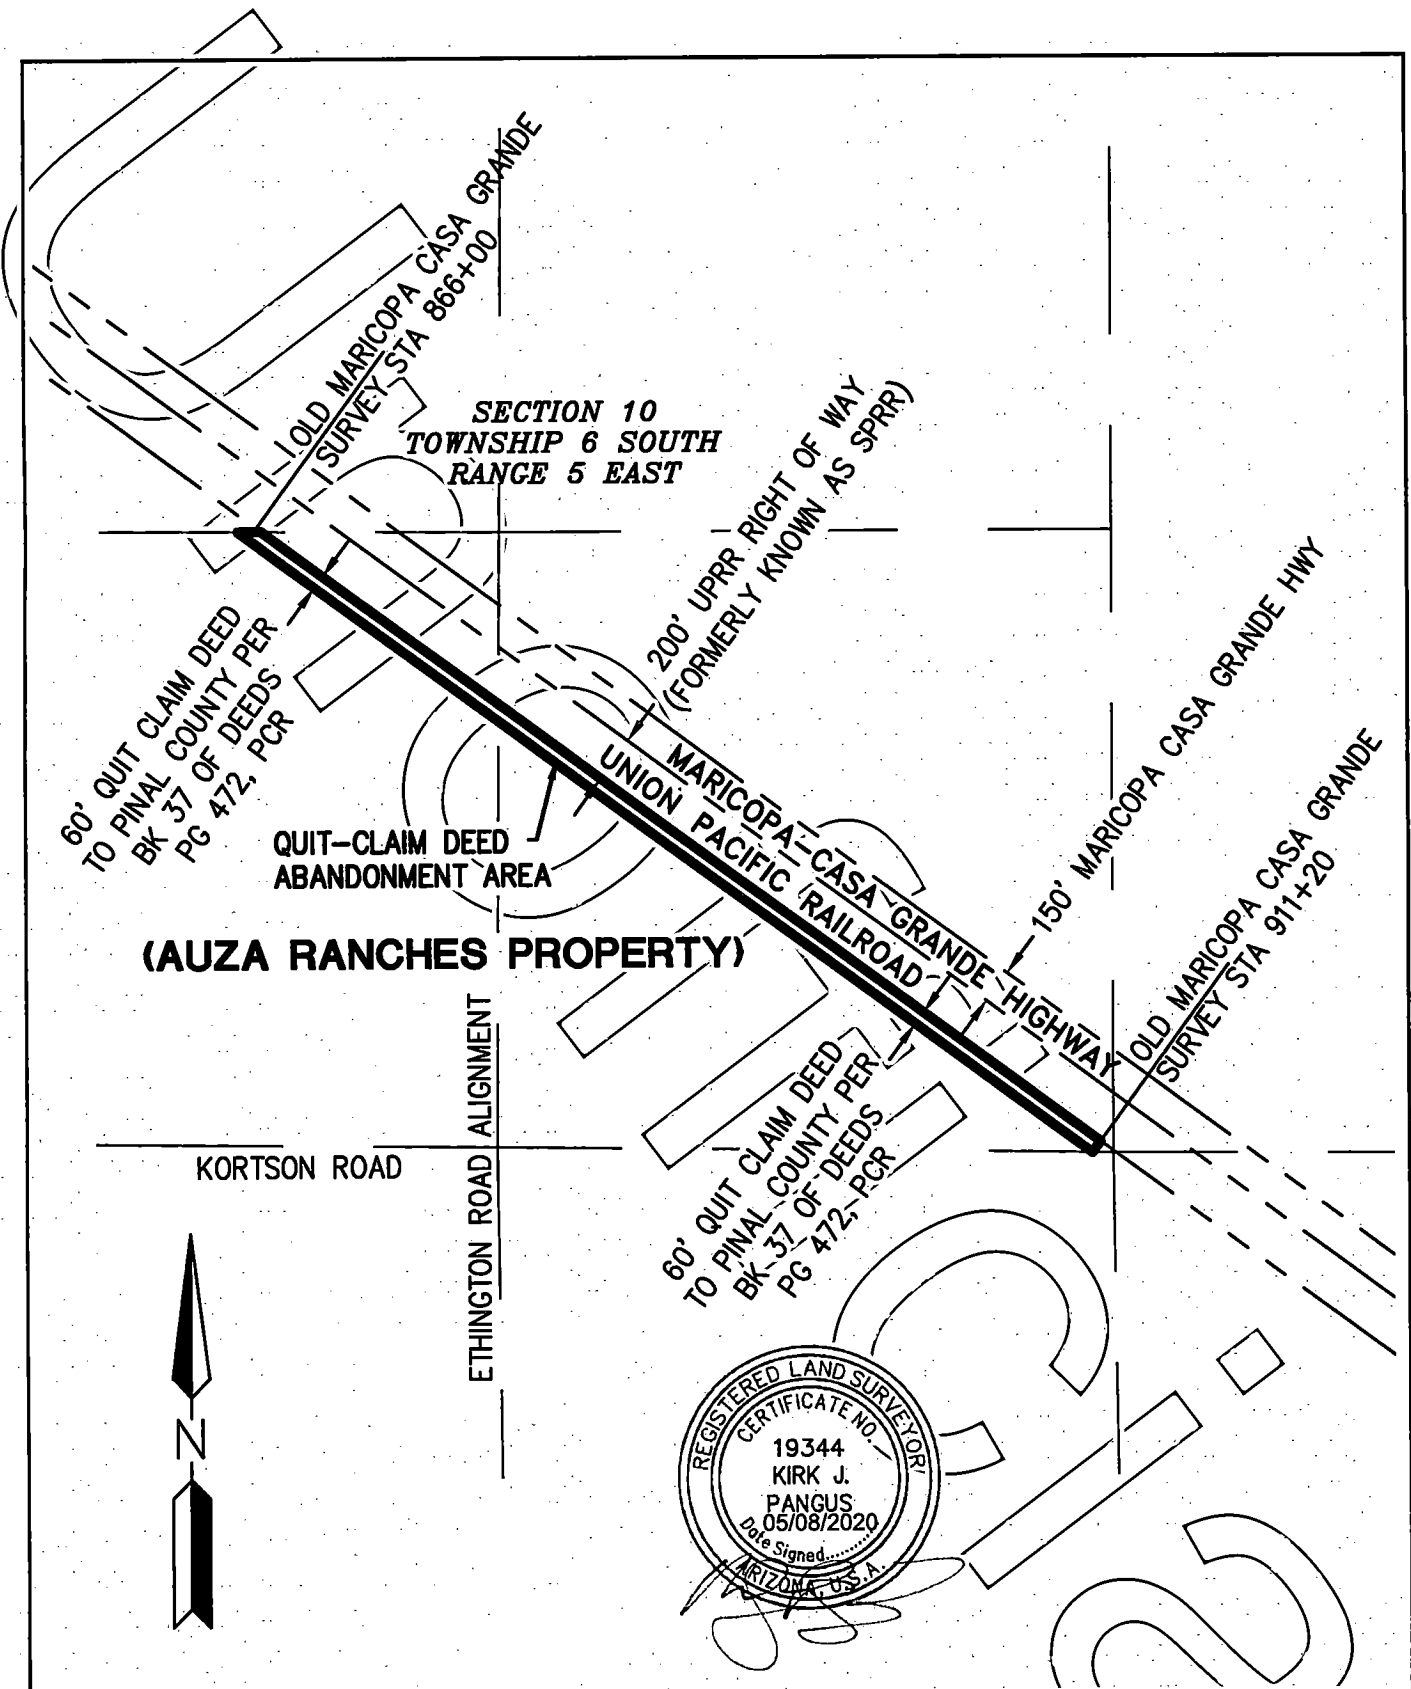 OLD MARICOPA CASA GRANDE
SURVEY STA 866+00
SECTION 10
TOWNSHIP 6 SOUTH
RANGE 5 EAST
200' UPRR RIGHT OF WAY
(FORMERLY KNOWN AS SPRR)
150' MARICOPA CASA GRANDE HWY
60' QUIT CLAIM DEED
TO PINAL COUNTY PER
BK 37 OF DEEDS
PG 472, PCR
QUIT-CLAIM DEED
ABANDONMENT AREA
MARICOPA-CASA GRANDE HIGHWAY
UNION PACIFIC RAILROAD
OLD MARICOPA CASA GRANDE
SURVEY STA 911+20
(AUZA RANCHES PROPERTY)
60' QUIT CLAIM DEED
TO PINAL COUNTY PER
BK 37 OF DEEDS
PG 472, PCR
KORTSON ROAD
ETHINGTON ROAD ALIGNMENT
N
REGISTERED LAND SURVEYOR
CERTIFICATE NO.
19344
KIRK J.
PANGUS
05/08/2020
Date Signed
ARIZONA, U.S.A.